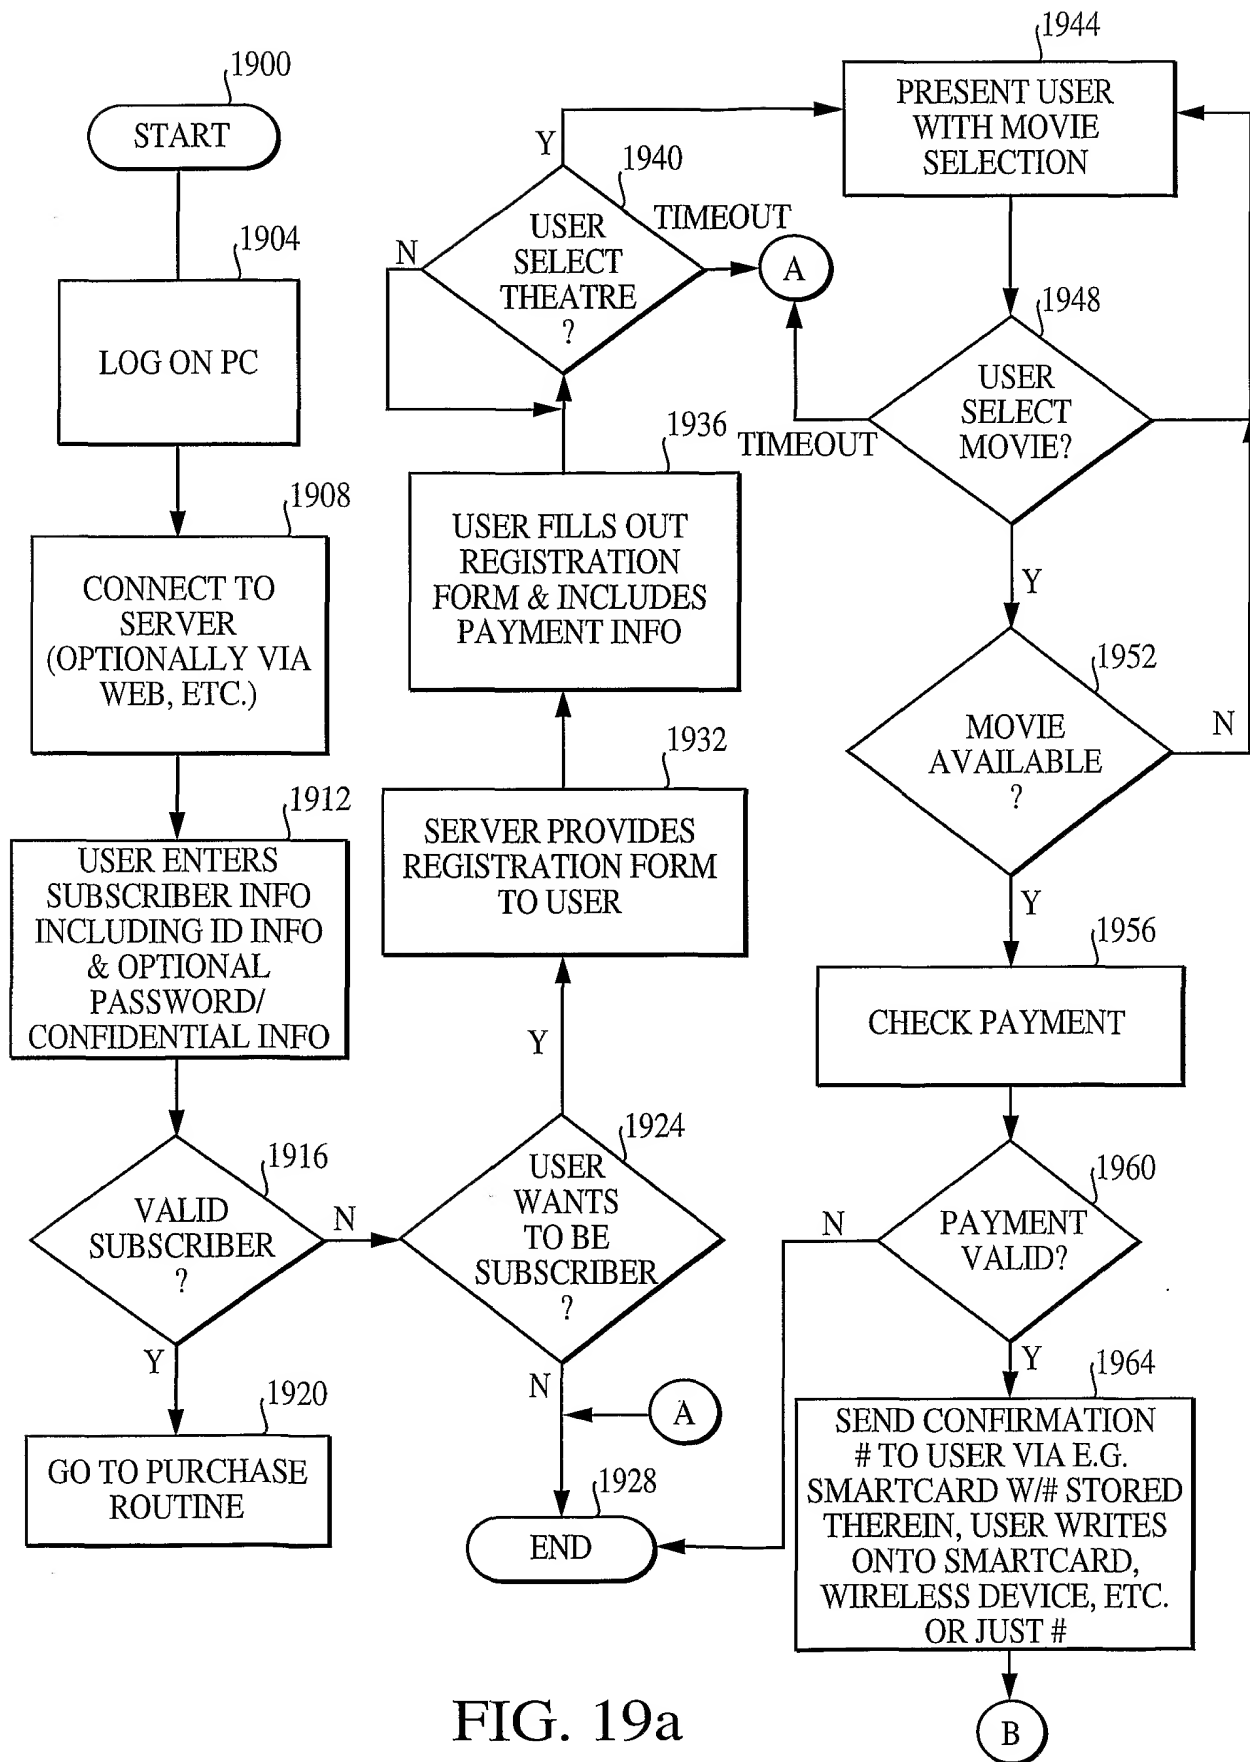 1900
START
1904
LOG ON PC
1908
CONNECT TO
SERVER
(OPTIONALLY VIA
WEB, ETC.)
1912
USER ENTERS
SUBSCRIBER INFO
INCLUDING ID INFO
& OPTIONAL
PASSWORD/
CONFIDENTIAL INFO
1916
VALID
SUBSCRIBER
?
N
Y
1920
GO TO PURCHASE
ROUTINE
1924
USER
WANTS
TO BE
SUBSCRIBER
?
Y
N
A
1928
END
1932
SERVER PROVIDES
REGISTRATION FORM
TO USER
1936
USER FILLS OUT
REGISTRATION
FORM & INCLUDES
PAYMENT INFO
1940
USER
SELECT
THEATRE
?
N
Y
TIMEOUT
A
1944
PRESENT USER
WITH MOVIE
SELECTION
1948
USER
SELECT
MOVIE?
TIMEOUT
Y
1952
MOVIE
AVAILABLE
?
N
Y
1956
CHECK PAYMENT
1960
PAYMENT
VALID?
N
Y
1964
SEND CONFIRMATION
# TO USER VIA E.G.
SMARTCARD W/# STORED
THEREIN, USER WRITES
ONTO SMARTCARD,
WIRELESS DEVICE, ETC.
OR JUST #
B
FIG. 19a